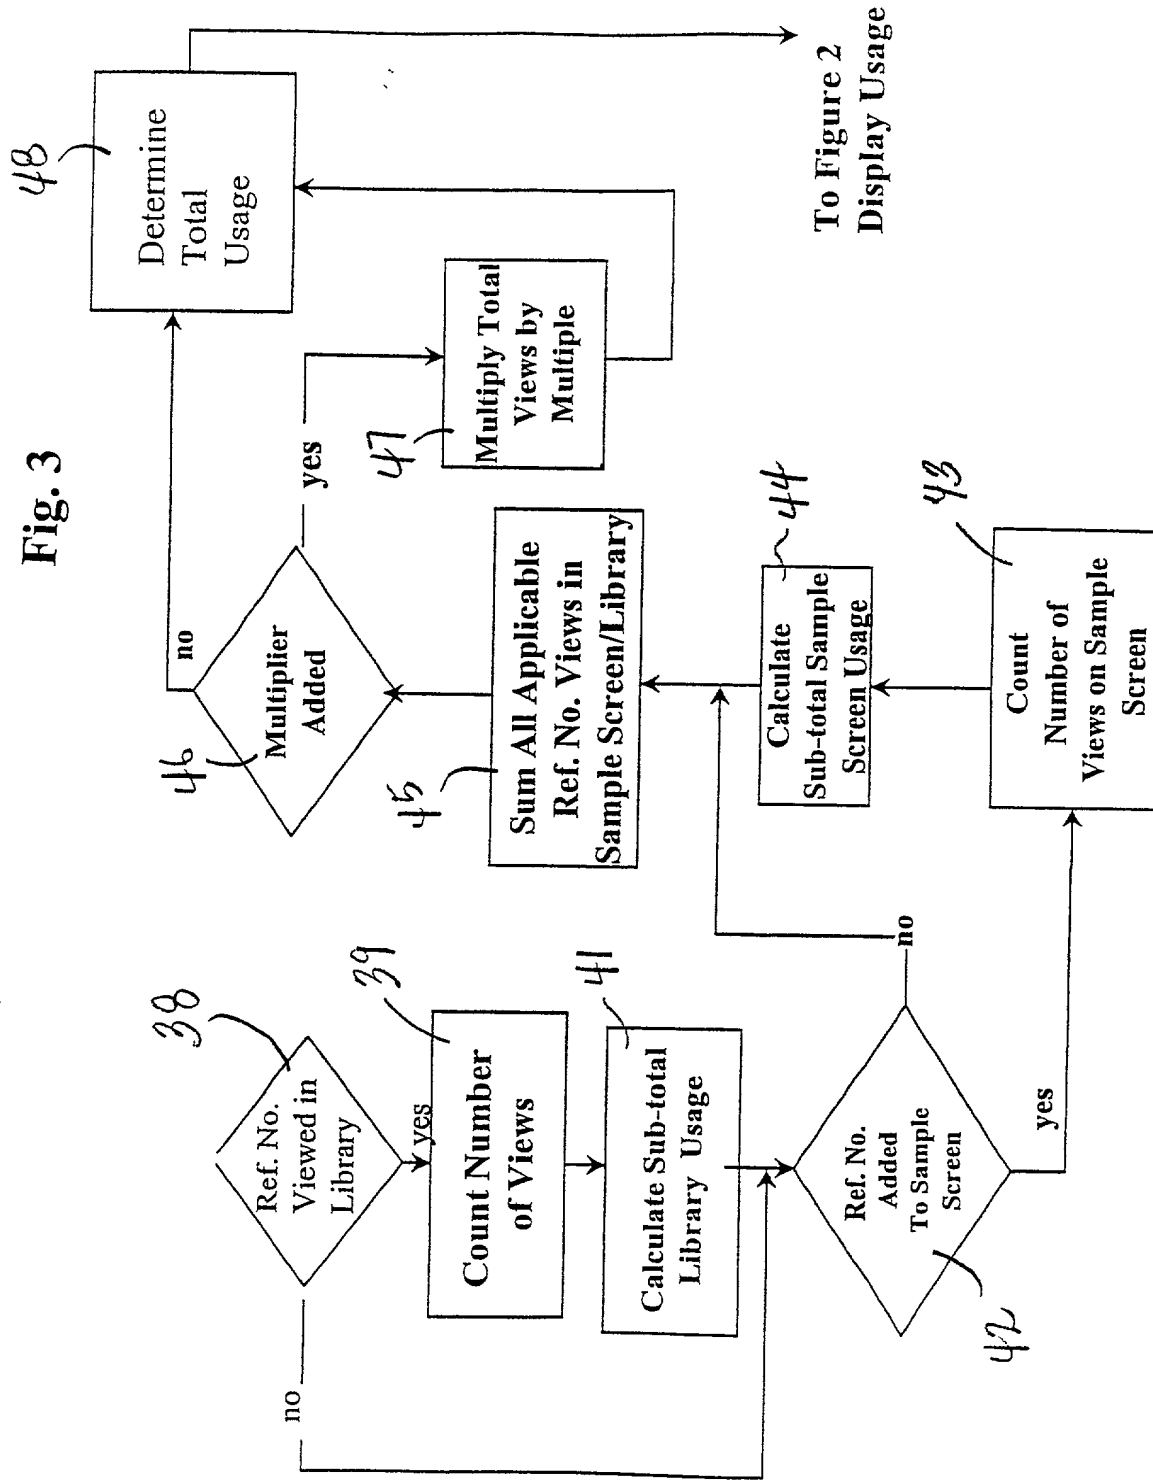 Fig. 3
38
Ref. No.
Viewed in
Library
no
yes
39
Count Number
of Views
41
Calculate Sub-total
Library Usage
42
Ref. No.
Added
To Sample
Screen
no
yes
43
Count
Number of
Views on Sample
Screen
44
Calculate
Sub-total Sample
Screen Usage
45
Sum All Applicable
Ref. No. Views in
Sample Screen/Library
46
Multiplier
Added
no
yes
47
Multiply Total
Views by
Multiple
48
Determine
Total
Usage
To Figure 2
Display Usage